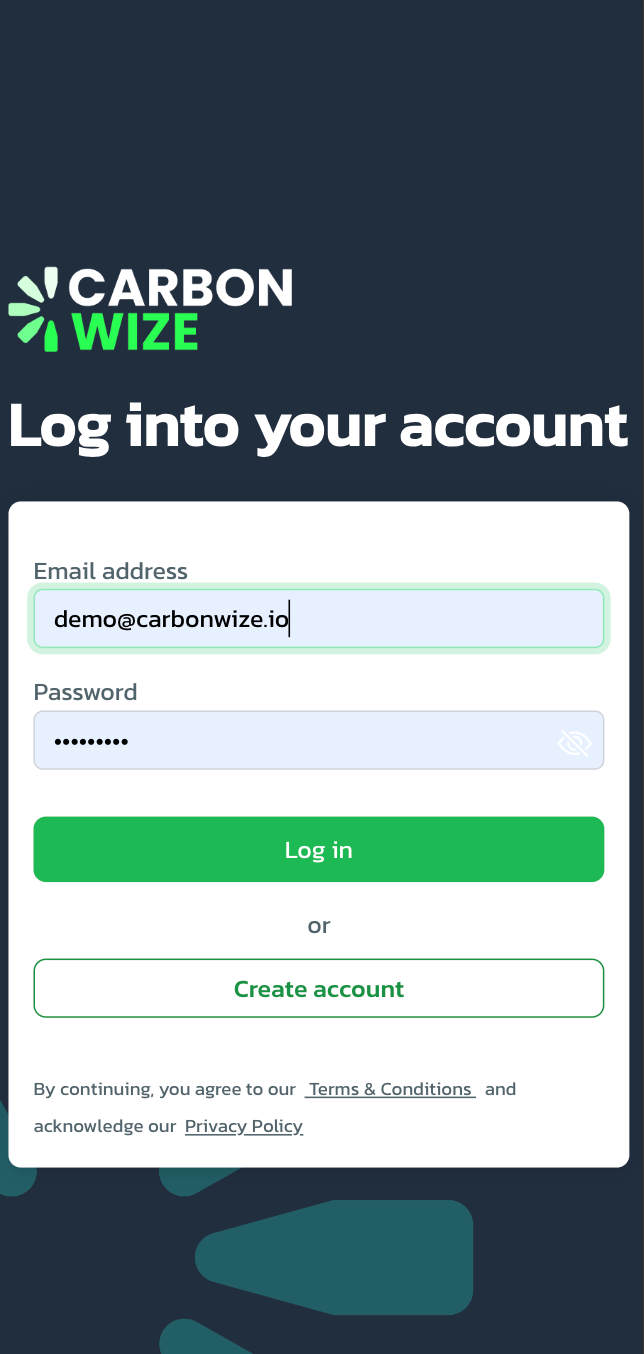 CARBON
WIZE
Log into your account
Email address
demo@carbonwize.io
Password
•••••••••
Log in
or
Create account
By continuing, you agree to our Terms & Conditions and
acknowledge our Privacy Policy